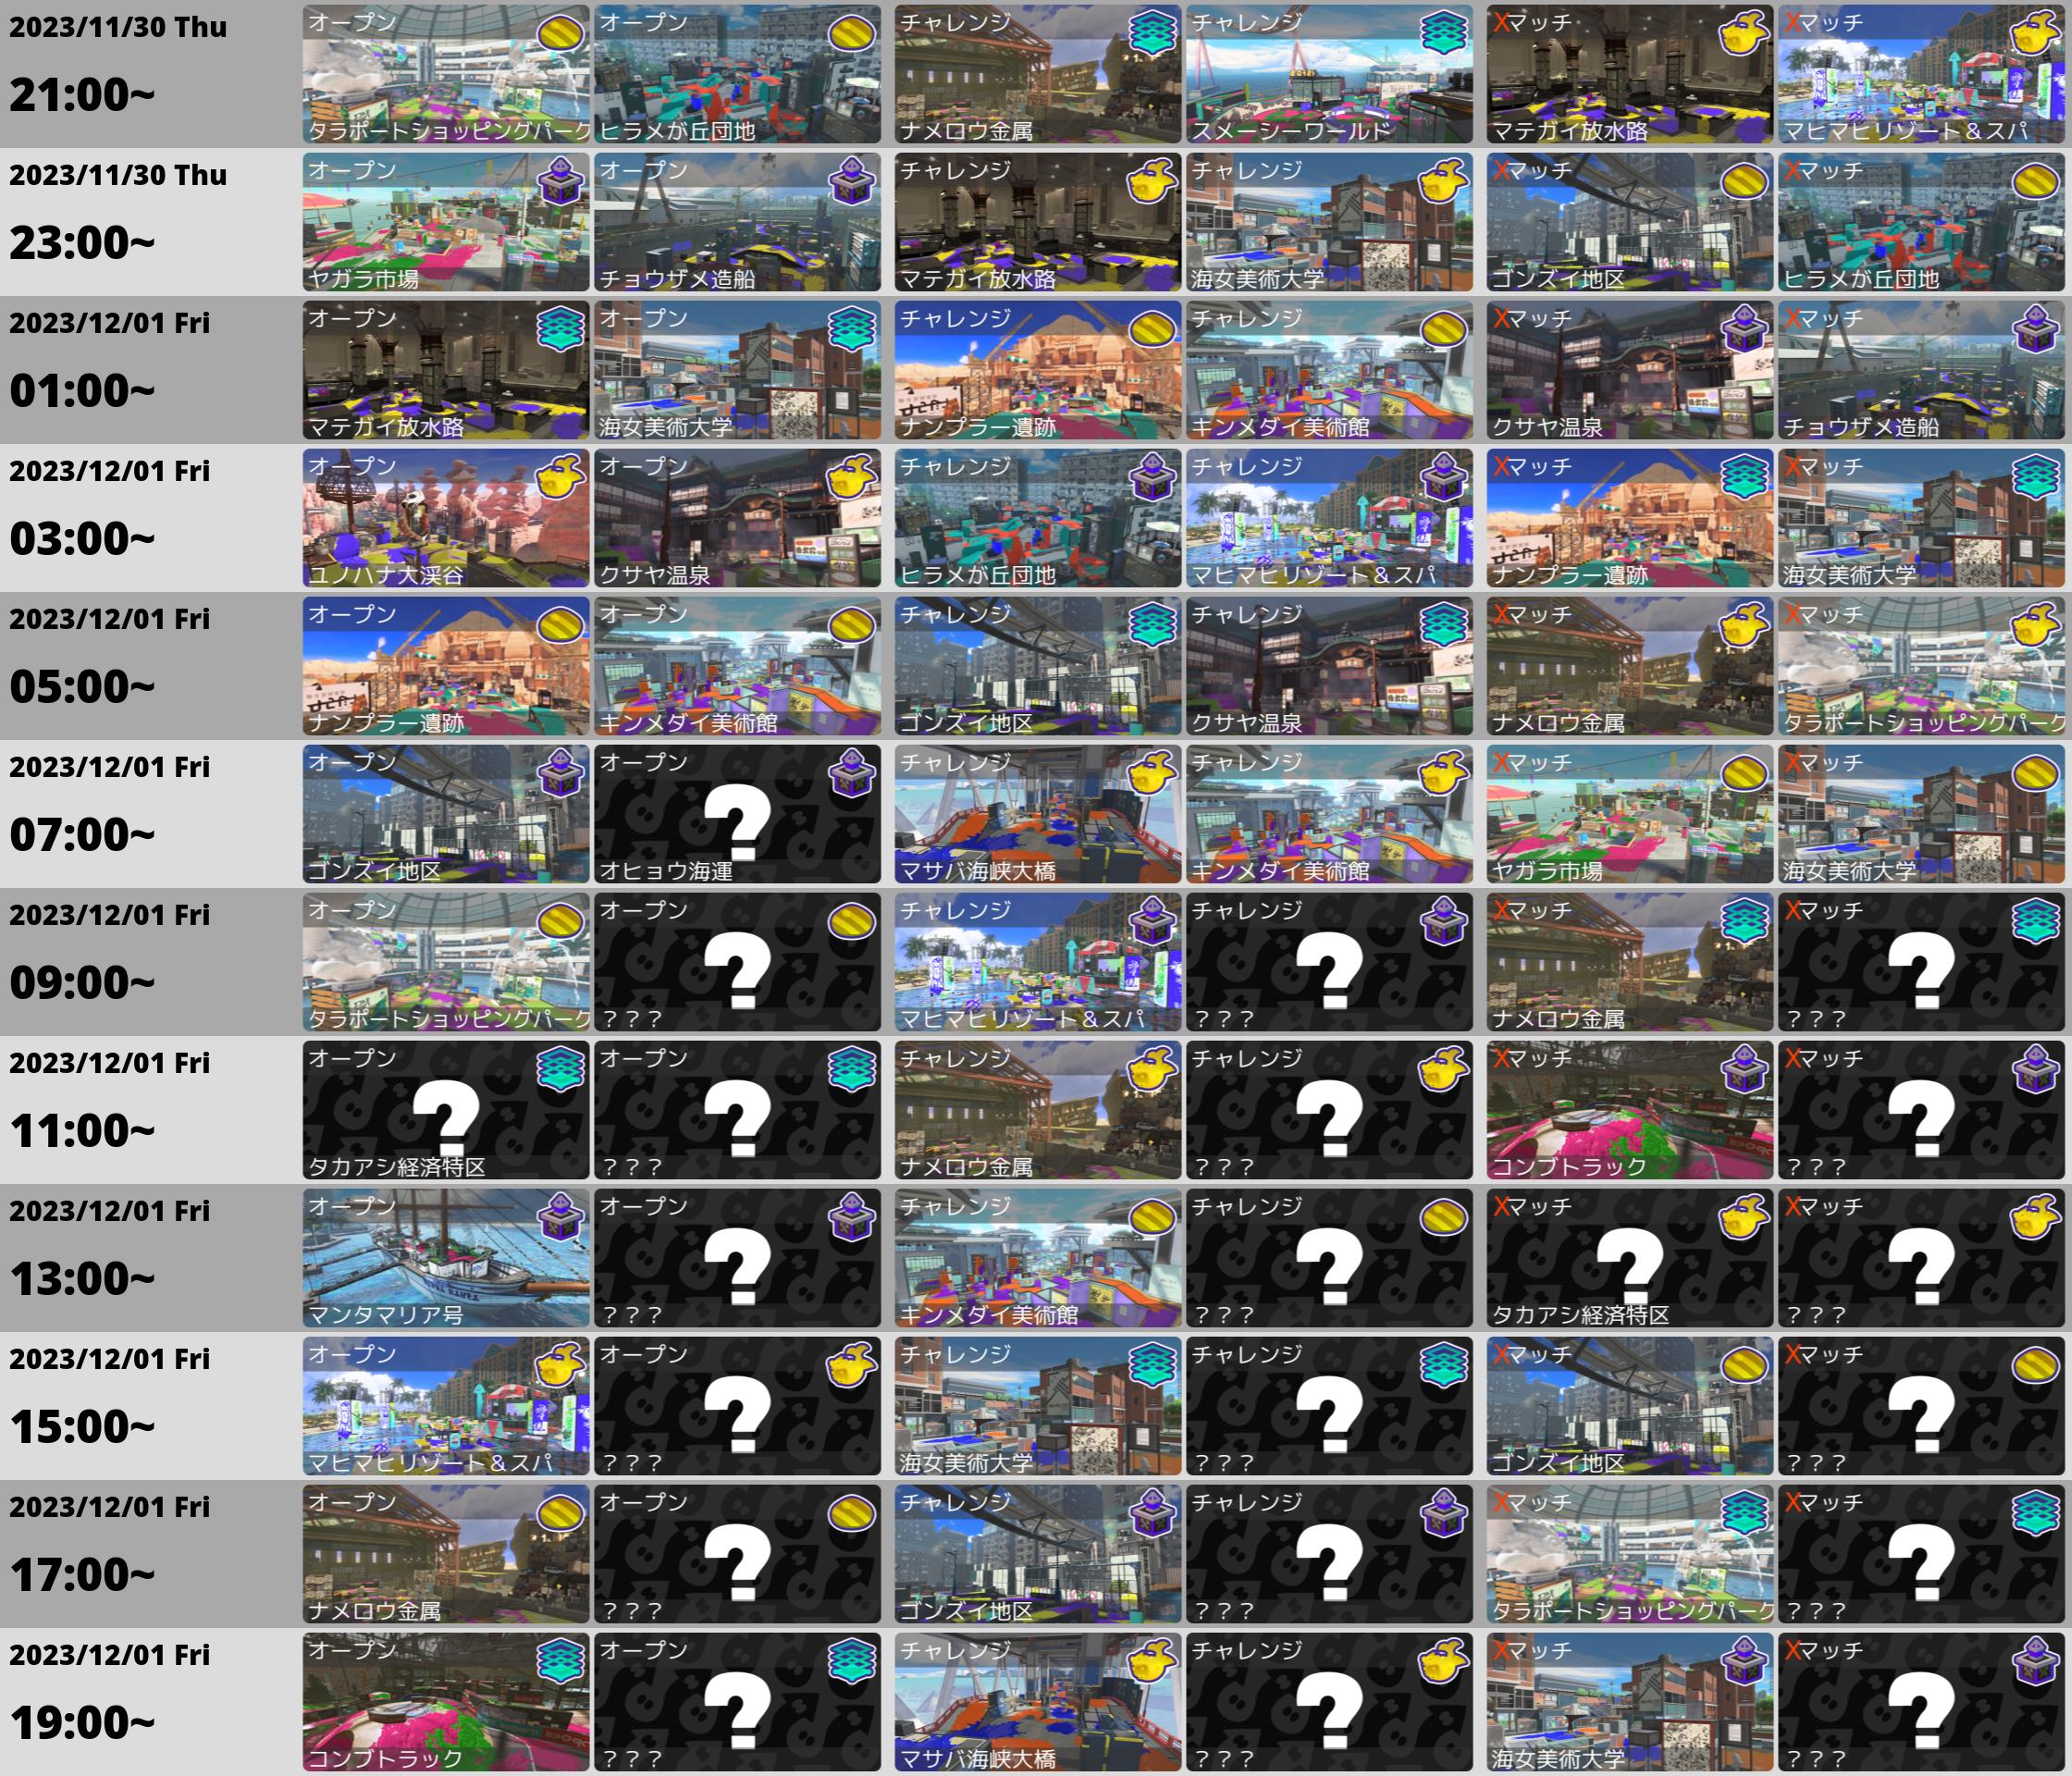 2023/11/30 Thu
21:00~
オープン
タラポートショッピングパーク
オープン
ヒラメが丘団地
チャレンジ
ナメロウ金属
チャレンジ
スメーシーワールド
Xマッチ
マテガイ放水路
Xマッチ
マヒマヒリゾート＆スパ
2023/11/30 Thu
23:00~
オープン
ヤガラ市場
オープン
チョウザメ造船
チャレンジ
マテガイ放水路
チャレンジ
海女美術大学
Xマッチ
ゴンズイ地区
Xマッチ
ヒラメが丘団地
2023/12/01 Fri
01:00~
オープン
マテガイ放水路
オープン
海女美術大学
チャレンジ
ナンプラー遺跡
チャレンジ
キンメダイ美術館
Xマッチ
クサヤ温泉
Xマッチ
チョウザメ造船
2023/12/01 Fri
03:00~
オープン
ユノハナ大渓谷
オープン
クサヤ温泉
チャレンジ
ヒラメが丘団地
チャレンジ
マヒマヒリゾート＆スパ
Xマッチ
ナンプラー遺跡
Xマッチ
海女美術大学
2023/12/01 Fri
05:00~
オープン
ナンプラー遺跡
オープン
キンメダイ美術館
チャレンジ
ゴンズイ地区
チャレンジ
クサヤ温泉
Xマッチ
ナメロウ金属
Xマッチ
タラポートショッピングパーク
2023/12/01 Fri
07:00~
オープン
ゴンズイ地区
オープン
?
オヒョウ海運
チャレンジ
マサバ海峡大橋
チャレンジ
キンメダイ美術館
Xマッチ
ヤガラ市場
Xマッチ
海女美術大学
2023/12/01 Fri
09:00~
オープン
タラポートショッピングパーク
オープン
?
？？？
チャレンジ
マヒマヒリゾート＆スパ
チャレンジ
?
？？？
Xマッチ
ナメロウ金属
Xマッチ
?
？？？
2023/12/01 Fri
11:00~
オープン
?
タカアシ経済特区
オープン
?
？？？
チャレンジ
ナメロウ金属
チャレンジ
?
？？？
Xマッチ
コンブトラック
Xマッチ
?
？？？
2023/12/01 Fri
13:00~
オープン
マンタマリア号
オープン
?
？？？
チャレンジ
キンメダイ美術館
チャレンジ
?
？？？
Xマッチ
?
タカアシ経済特区
Xマッチ
?
？？？
2023/12/01 Fri
15:00~
オープン
マヒマヒリゾート＆スパ
オープン
?
？？？
チャレンジ
海女美術大学
チャレンジ
?
？？？
Xマッチ
ゴンズイ地区
Xマッチ
?
？？？
2023/12/01 Fri
17:00~
オープン
ナメロウ金属
オープン
?
？？？
チャレンジ
ゴンズイ地区
チャレンジ
?
？？？
Xマッチ
タラポートショッピングパーク
Xマッチ
?
？？？
2023/12/01 Fri
19:00~
オープン
コンブトラック
オープン
?
？？？
チャレンジ
マサバ海峡大橋
チャレンジ
?
？？？
Xマッチ
海女美術大学
Xマッチ
?
？？？